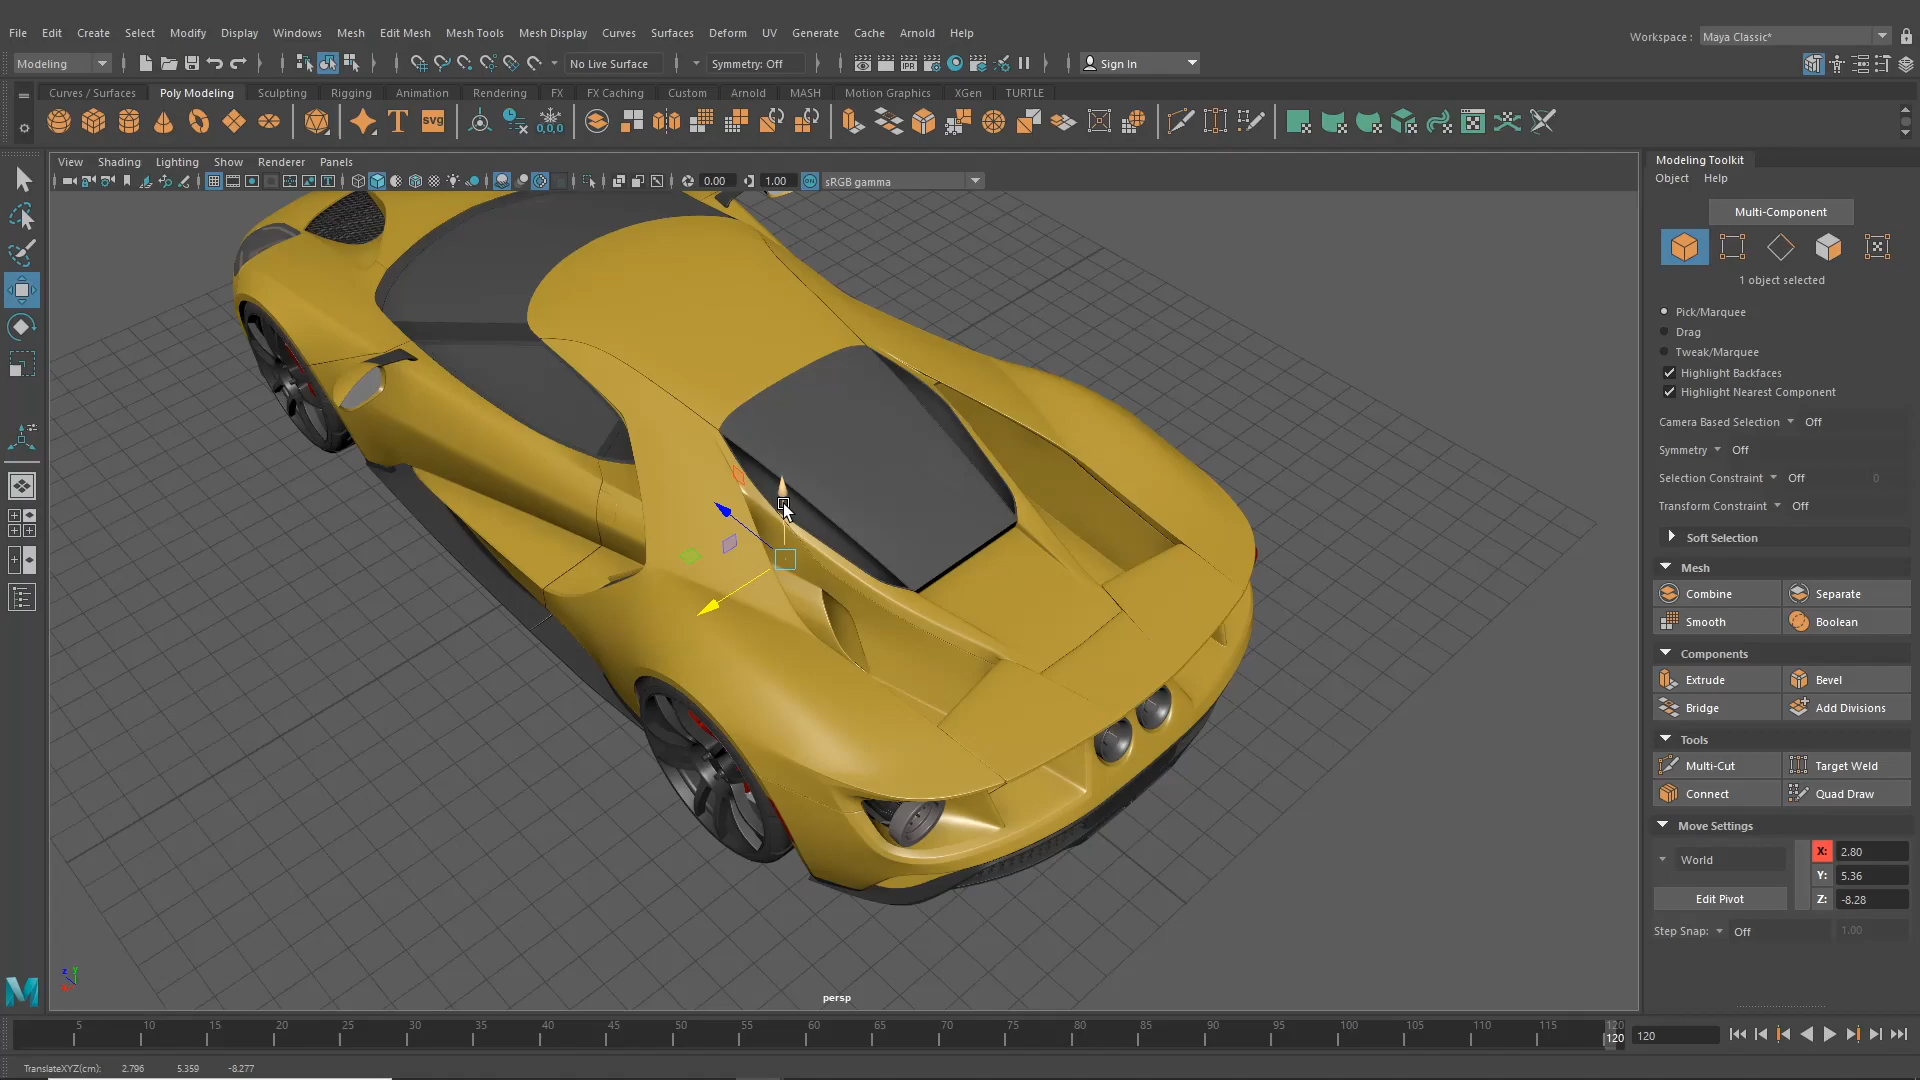 File Edit Create Select Modify Display Windows Mesh Edit Mesh Mesh Tools Mesh Display Curves Surfaces Deform UV Generate Cache Arnold Help
Workspace : Maya Classic*
Modeling No Live Surface Symmetry: Off Sign In
Curves / Surfaces Poly Modeling Sculpting Rigging Animation Rendering FX FX Caching Custom Arnold MASH Motion Graphics XGen TURTLE
T SVG 0,0,0
View Shading Lighting Show Renderer Panels
0.00 1.00 sRGB gamma
Modeling Toolkit
Object Help
Multi-Component
1 object selected
Pick/Marquee
Drag
Tweak/Marquee
Highlight Backfaces
Highlight Nearest Component
Camera Based Selection Off
Symmetry Off
Selection Constraint Off 0
Transform Constraint Off
Soft Selection
Mesh
Combine Separate
Smooth Boolean
Components
Extrude Bevel
Bridge Add Divisions
Tools
Multi-Cut Target Weld
Connect Quad Draw
Move Settings
World
X: 2.80
Y: 5.36
Edit Pivot
Z: -8.28
Step Snap: Off 1.00
persp
5 10 15 20 25 30 35 40 45 50 55 60 65 70 75 80 85 90 95 100 105 110 115 120
120 120
TranslateXYZ(cm): 2.796 5.359 -8.277